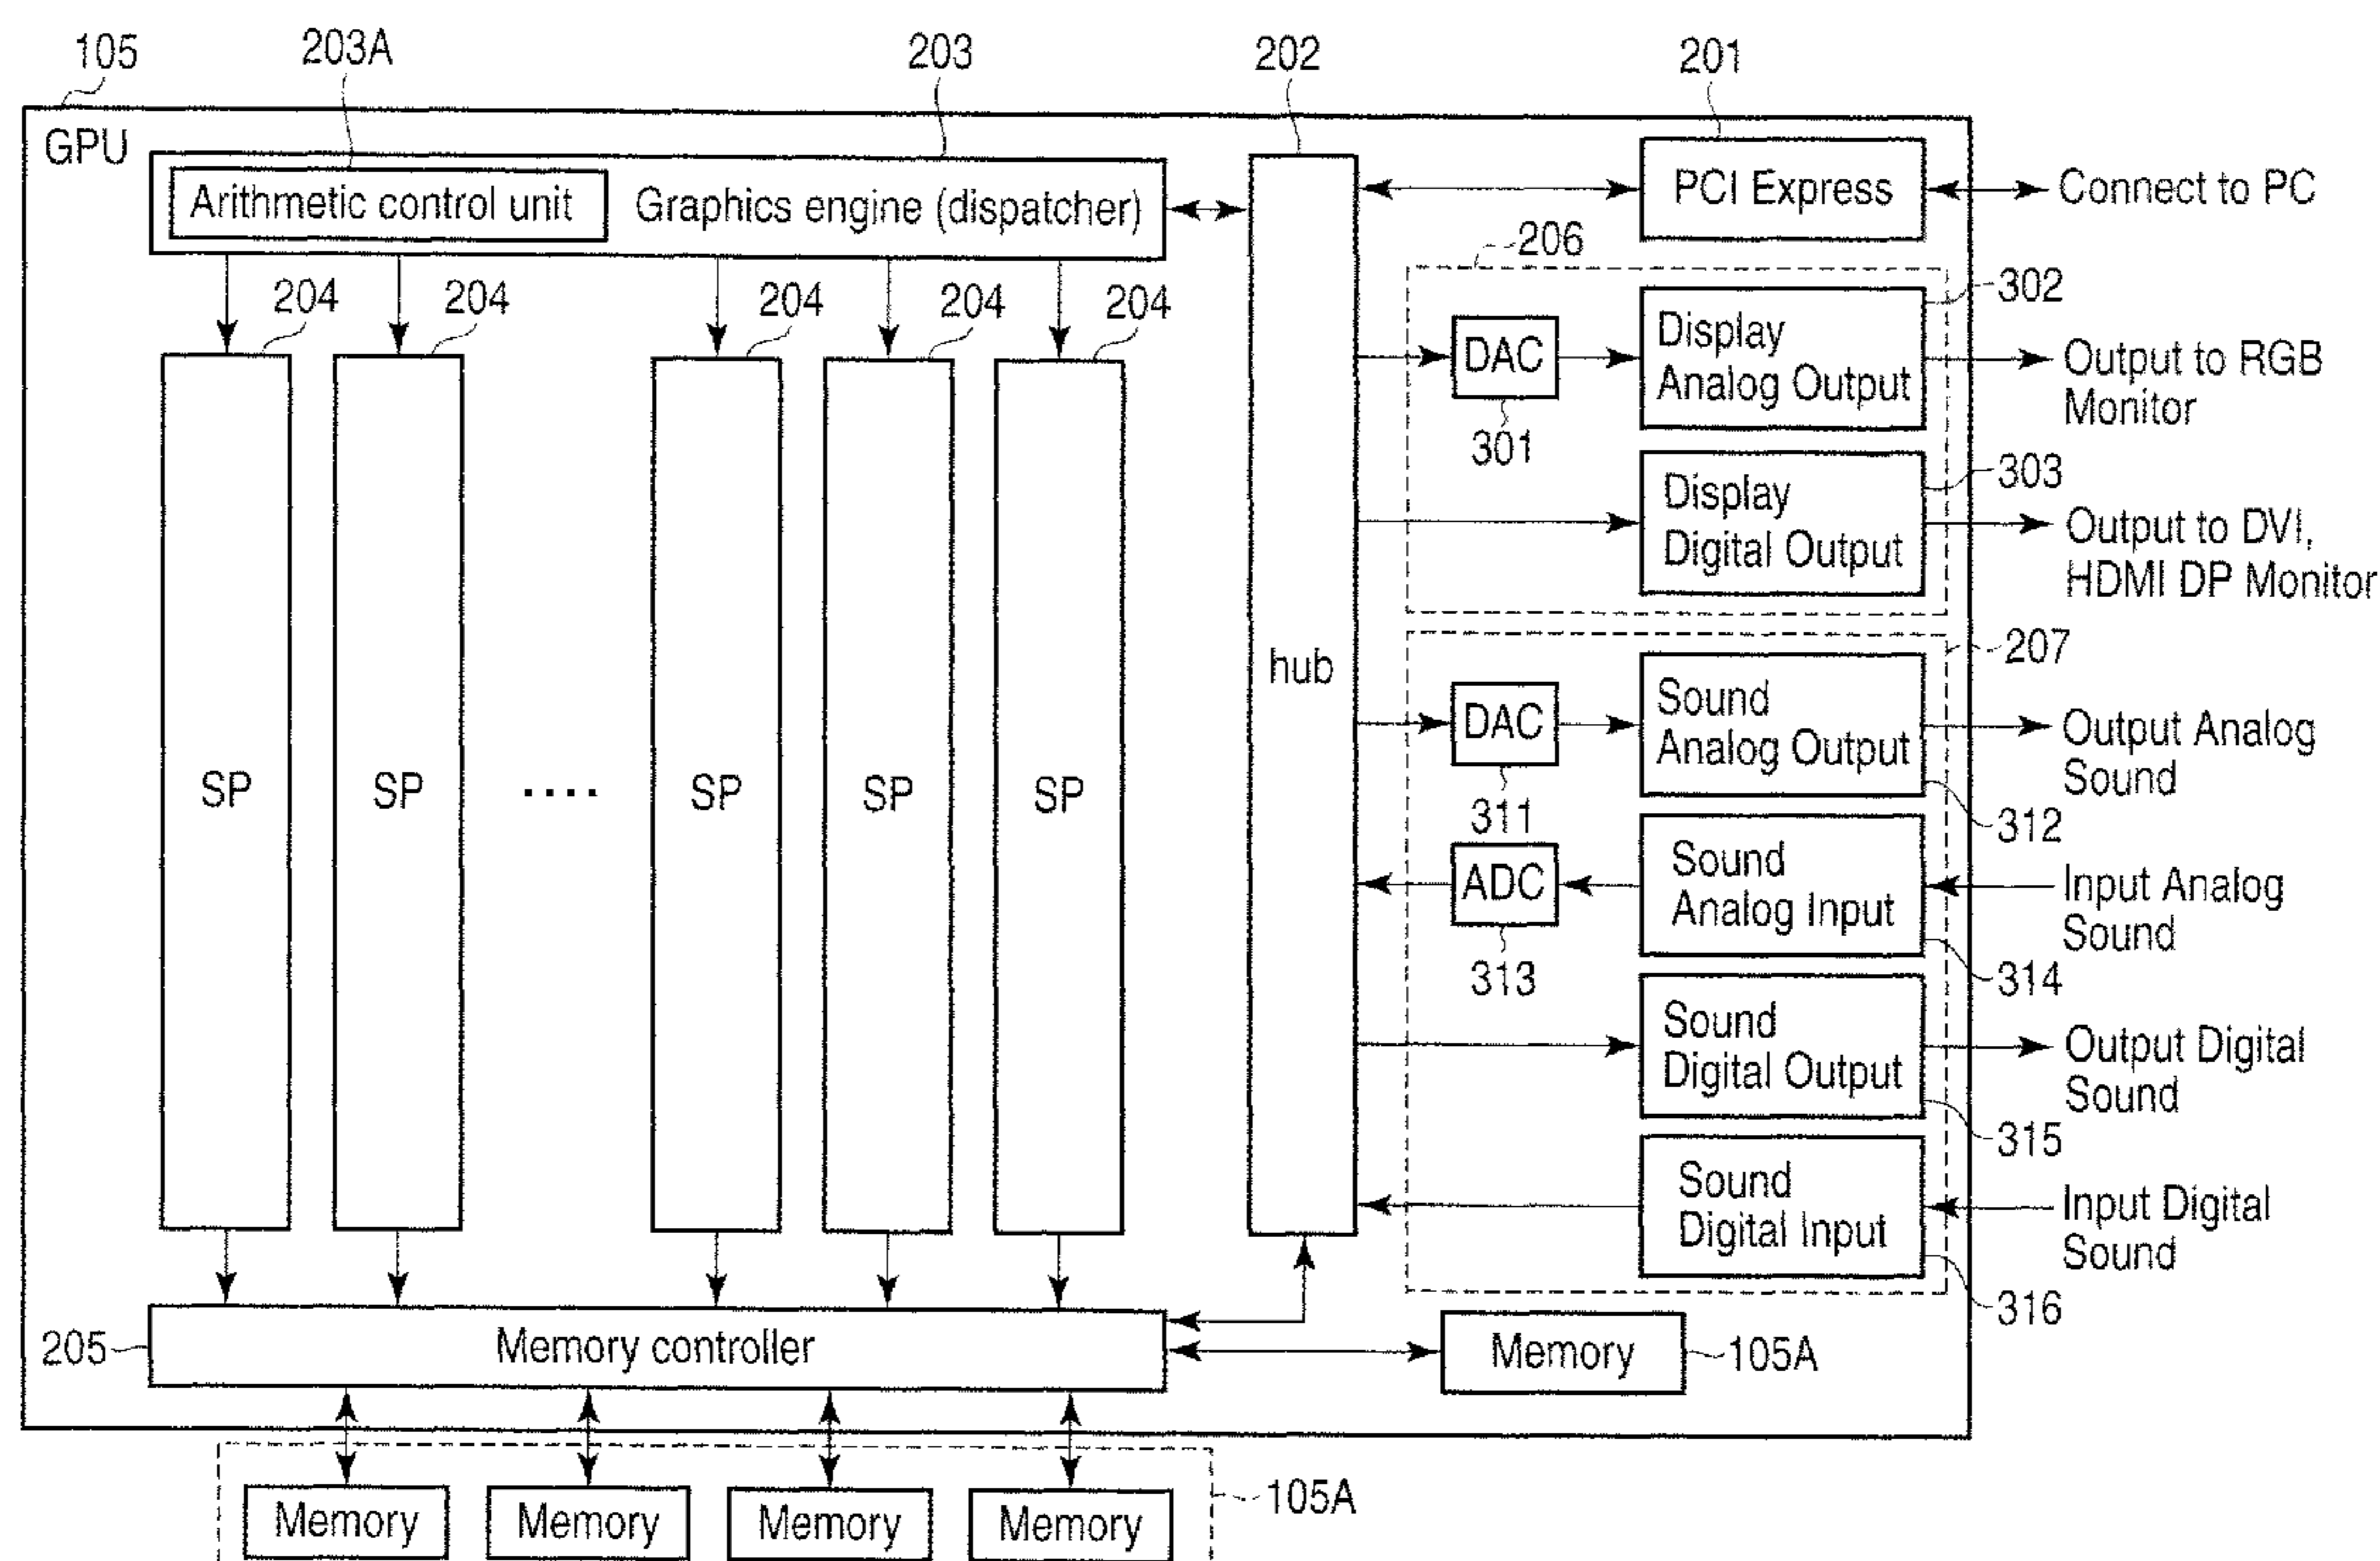 105
203A
203
202
201
GPU
Arithmetic control unit
Graphics engine (dispatcher)
PCI Express
Connect to PC
206
204
204
204
204
204
302
DAC
Display
Analog Output
Output to RGB
Monitor
301
303
Display
Digital Output
Output to DVI,
HDMI DP Monitor
hub
207
DAC
Sound
Analog Output
Output Analog
Sound
SP
SP
....
SP
SP
SP
311
312
ADC
Sound
Analog Input
Input Analog
Sound
313
314
Sound
Digital Output
Output Digital
Sound
315
Sound
Digital Input
Input Digital
Sound
316
205
Memory controller
Memory
105A
Memory
Memory
Memory
Memory
105A